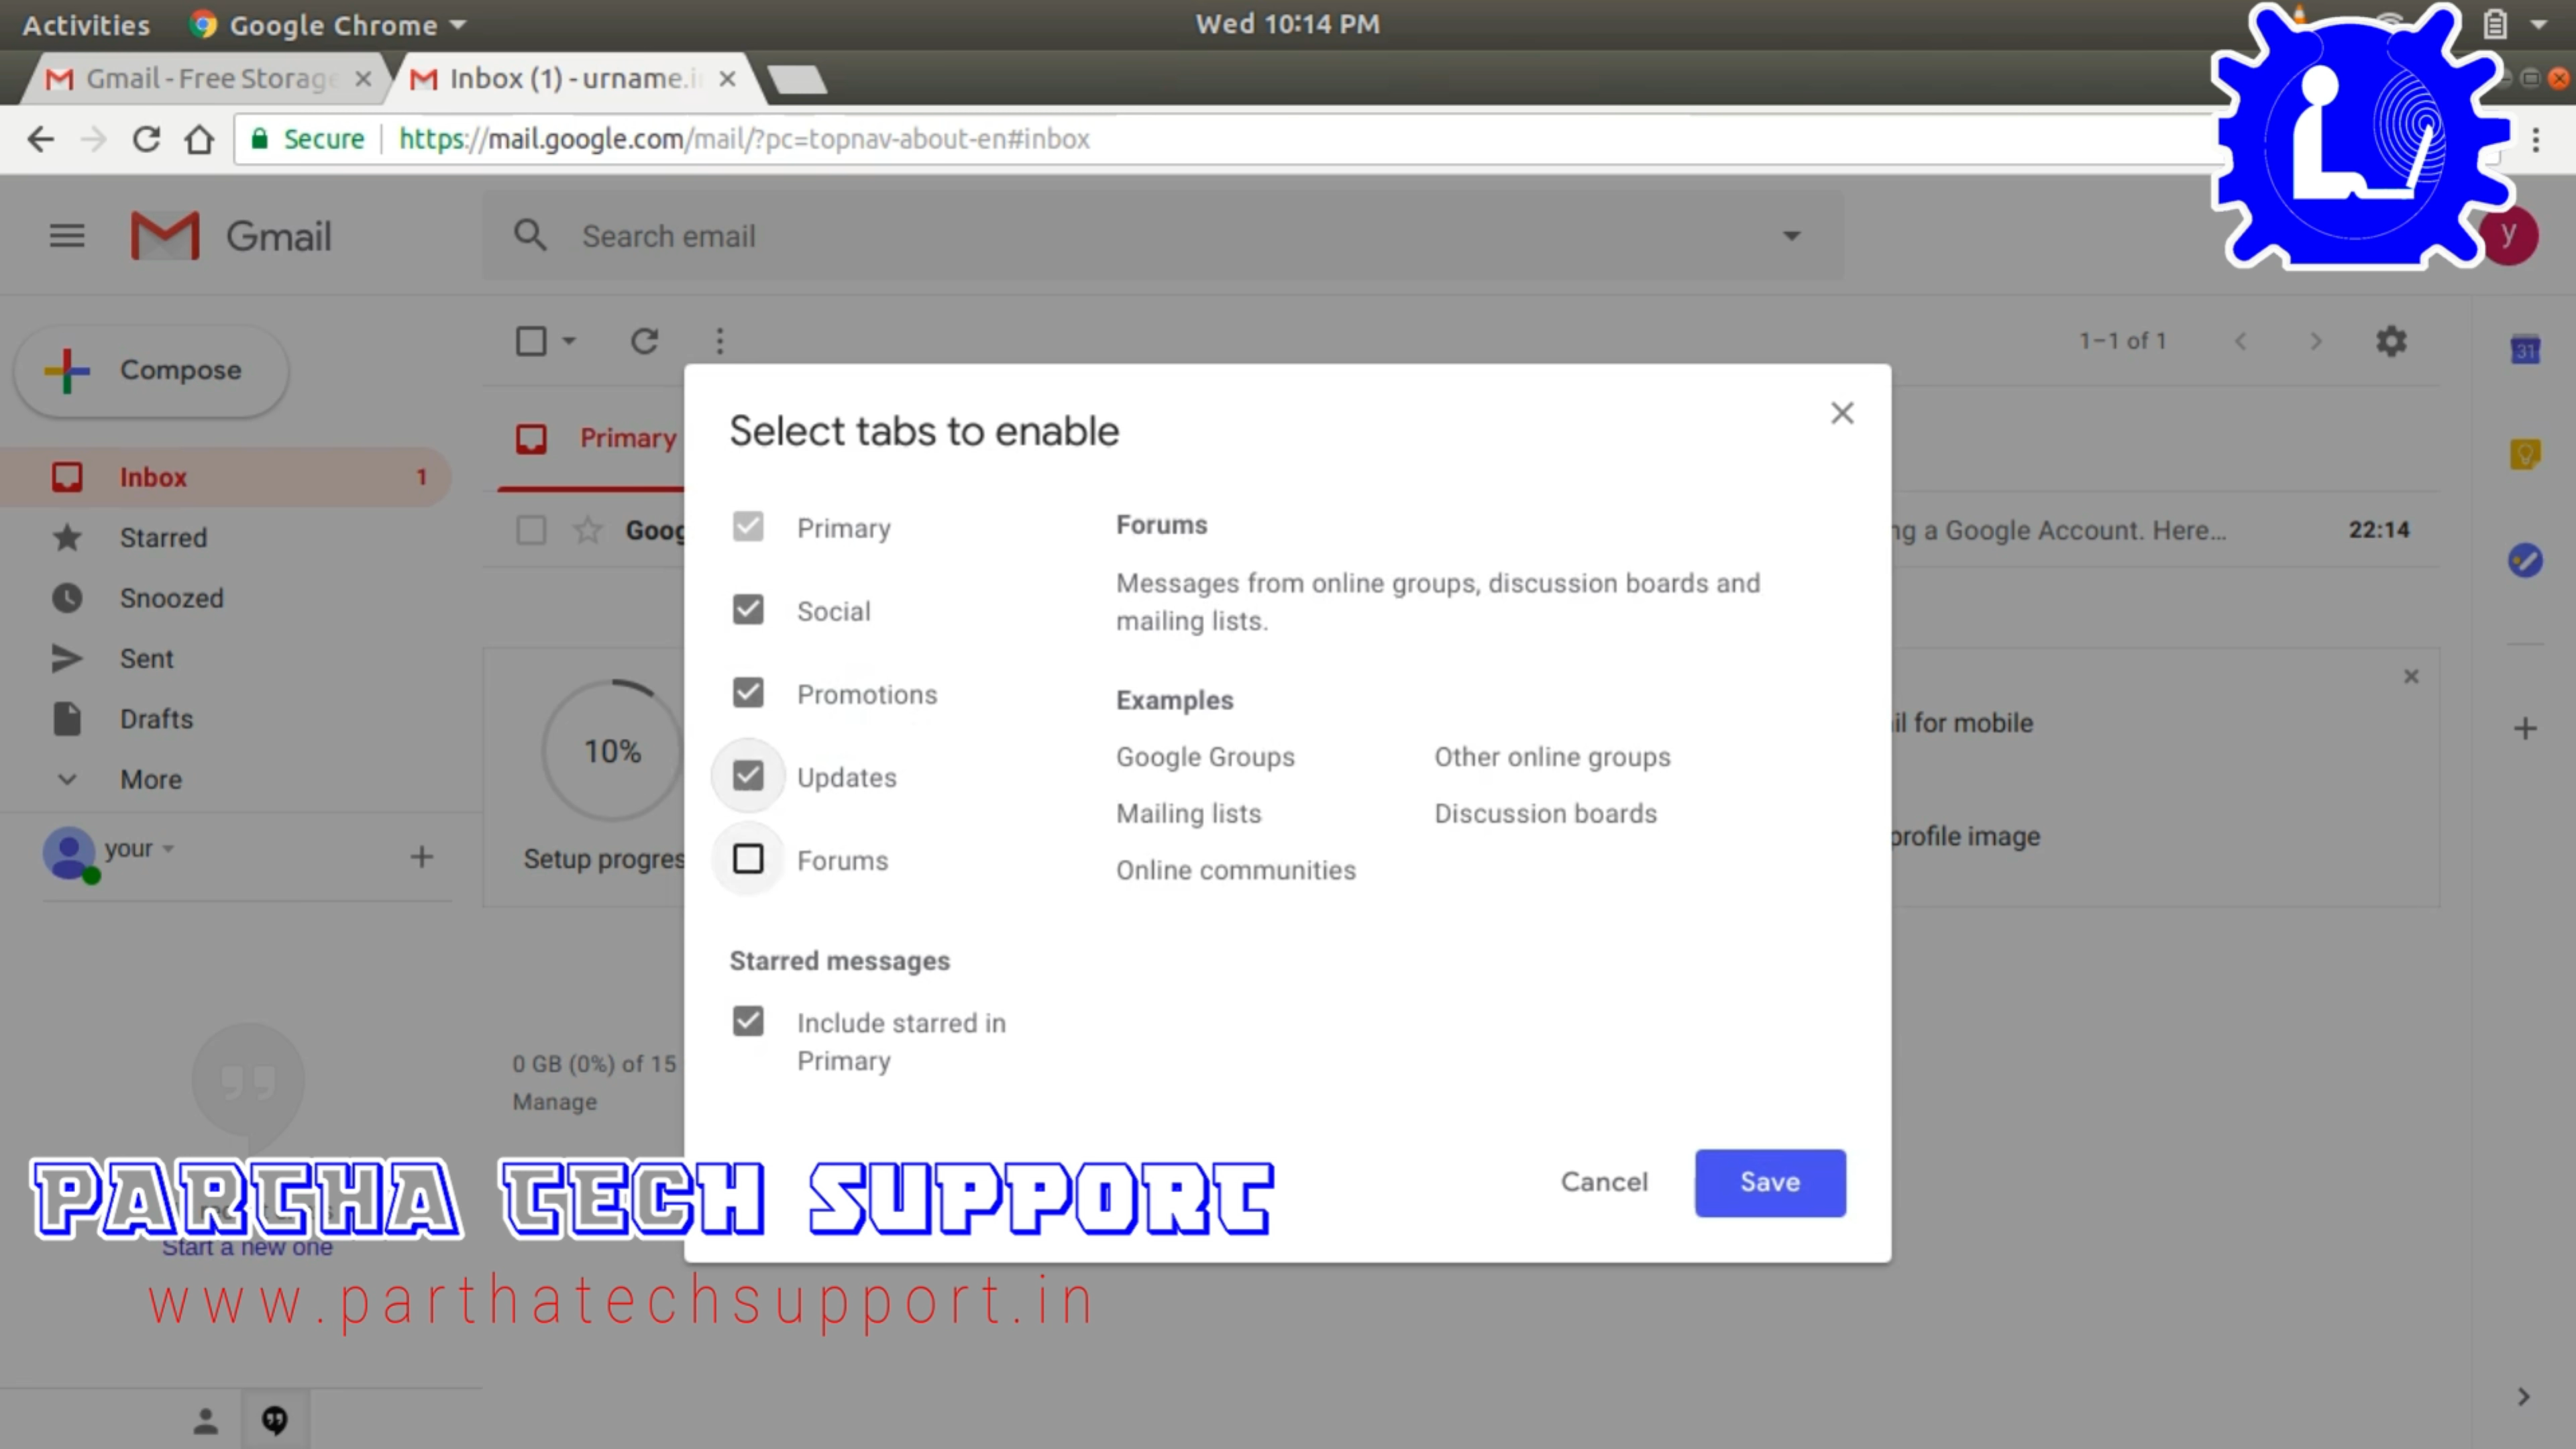 Activities
Google Chrome
Wed 10:14 PM
Gmail - Free Storage
Inbox (1) - urname.i
Secure
https://mail.google.com/mail/?pc=topnav-about-en#inbox
Gmail
Search email
y
Compose
1–1 of 1
31
Primary
Inbox
1
Goog
ng a Google Account. Here...
22:14
Starred
Snoozed
Sent
Drafts
More
your
10%
Setup progres
il for mobile
profile image
Select tabs to enable
Primary
Social
Promotions
Updates
Forums
Forums
Messages from online groups, discussion boards and
mailing lists.
Examples
Google Groups
Other online groups
Mailing lists
Discussion boards
Online communities
Starred messages
Include starred in
Primary
Cancel
Save
0 GB (0%) of 15
Manage
PARTHA TECH SUPPORT
Start a new one
www.parthatechsupport.in